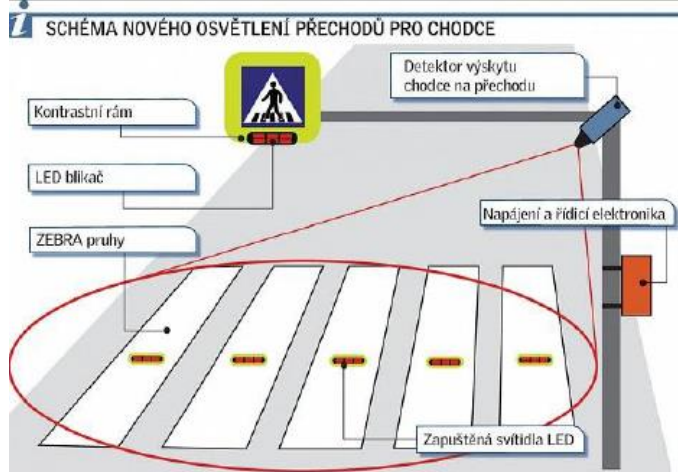 i SCHÉMA NOVÉHO OSVĚTLENÍ PŘECHODŮ PRO CHODCE
Detektor výskytu
chodce na přechodu
Kontrastní rám
LED blikač
Napájení a řídicí elektronika
ZEBRA pruhy
Zapuštěná svítidla LED